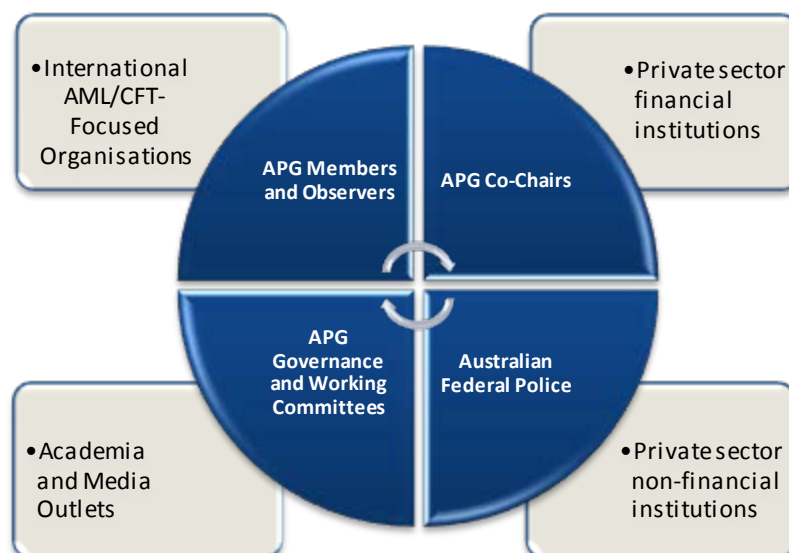 •International
AML/CFT-
Focused
Organisations
•Private sector
financial
institutions
APG Members
and Observers
APG Co-Chairs
APG
Governance
and Working
Committees
Australian
Federal Police
•Academia
and Media
Outlets
•Private sector
non-financial
institutions